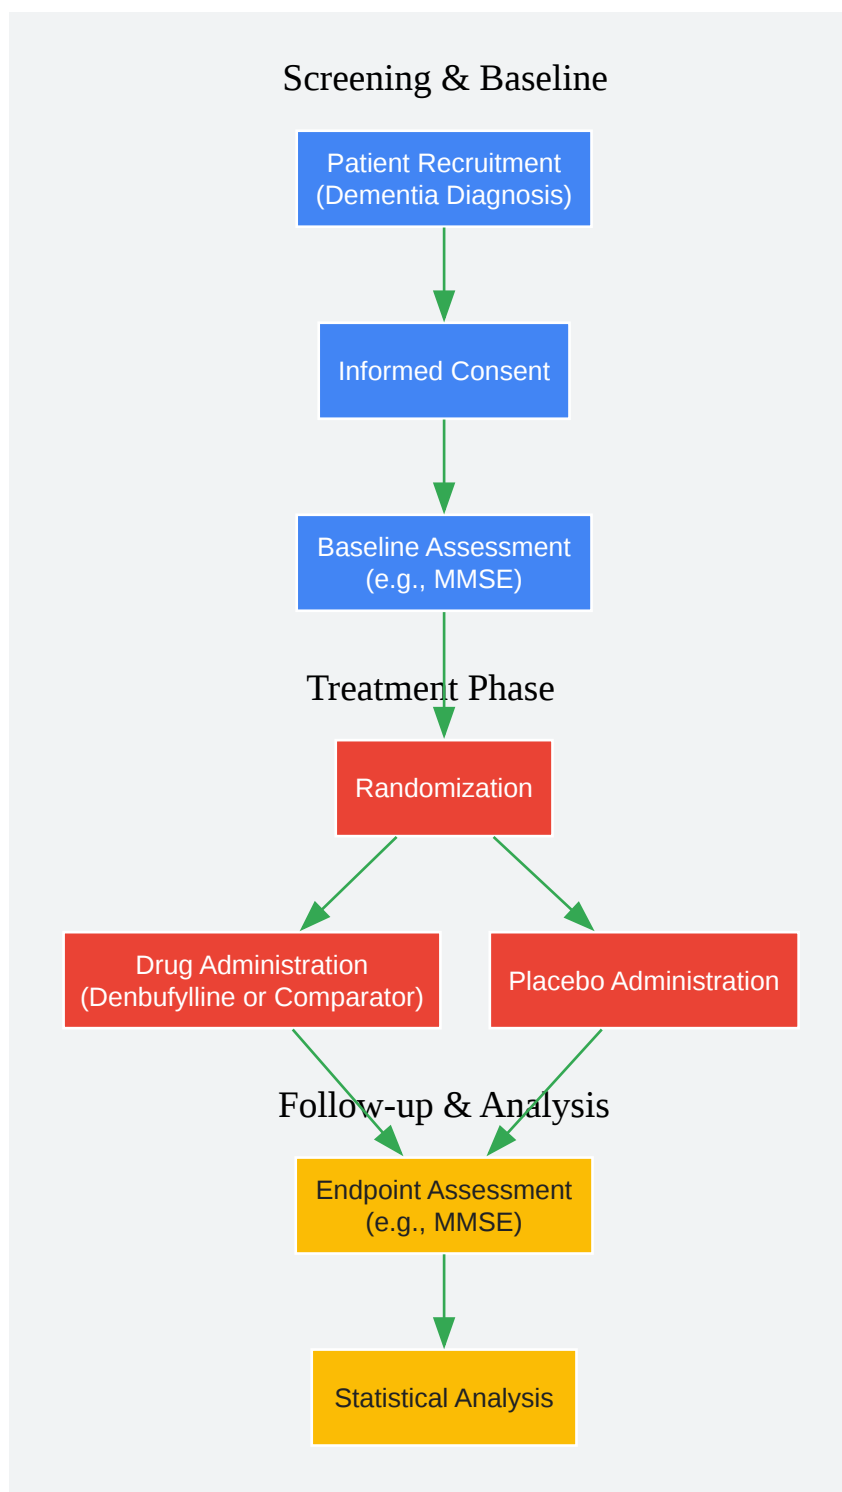 Screening & Baseline
Patient Recruitment
(Dementia Diagnosis)
Informed Consent
Baseline Assessment
(e.g., MMSE)
Treatment Phase
Randomization
Drug Administration
(Denbufylline or Comparator)
Placebo Administration
Follow-up & Analysis
Endpoint Assessment
(e.g., MMSE)
Statistical Analysis